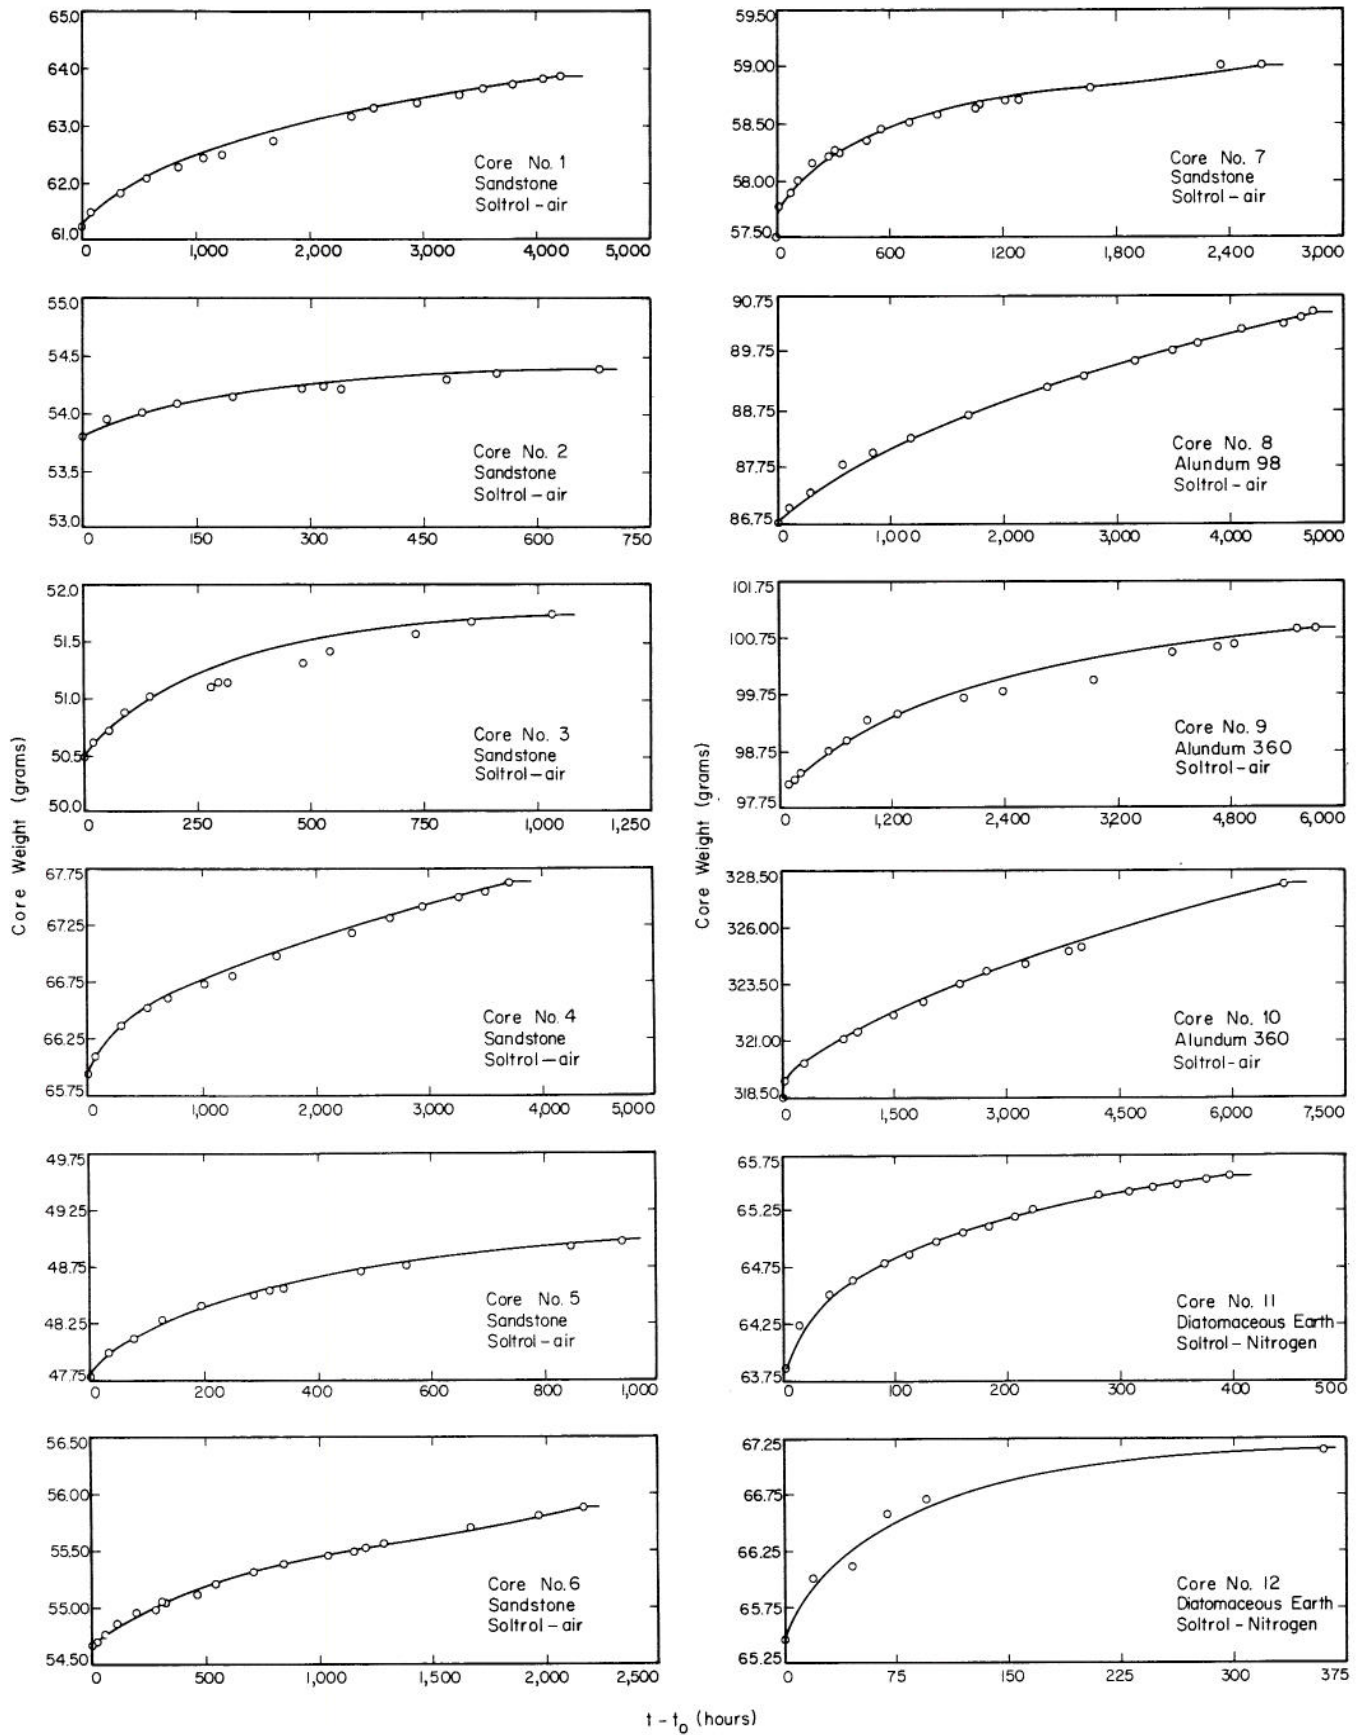 65.0
64.0
63.0
62.0
61.0
Core No. 1
Sandstone
Soltrol - air
0 1,000 2,000 3,000 4,000 5,000
55.0
54.5
54.0
53.5
53.0
Core No. 2
Sandstone
Soltrol - air
0 150 300 450 600 750
52.0
51.5
51.0
50.5
50.0
Core No. 3
Sandstone
Soltrol - air
0 250 500 750 1,000 1,250
67.75
67.25
66.75
66.25
65.75
Core No. 4
Sandstone
Soltrol - air
0 1,000 2,000 3,000 4,000 5,000
49.75
49.25
48.75
48.25
47.75
Core No. 5
Sandstone
Soltrol - air
0 200 400 600 800 1,000
56.50
56.00
55.50
55.00
54.50
Core No. 6
Sandstone
Soltrol - air
0 500 1,000 1,500 2,000 2,500
Core Weight (grams)
59.50
59.00
58.50
58.00
57.50
Core No. 7
Sandstone
Soltrol - air
0 600 1200 1,800 2,400 3,000
90.75
89.75
88.75
87.75
86.75
Core No. 8
Alundum 98
Soltrol - air
0 1,000 2,000 3,000 4,000 5,000
101.75
100.75
99.75
98.75
97.75
Core No. 9
Alundum 360
Soltrol - air
0 1,200 2,400 3,200 4,800 6,000
328.50
326.00
323.50
321.00
318.50
Core No. 10
Alundum 360
Soltrol - air
0 1,500 3,000 4,500 6,000 7,500
65.75
65.25
64.75
64.25
63.75
Core No. 11
Diatomaceous Earth
Soltrol - Nitrogen
0 100 200 300 400 500
67.25
66.75
66.25
65.75
65.25
Core No. 12
Diatomaceous Earth
Soltrol - Nitrogen
0 75 150 225 300 375
Core Weight (grams)
t - t₀ (hours)